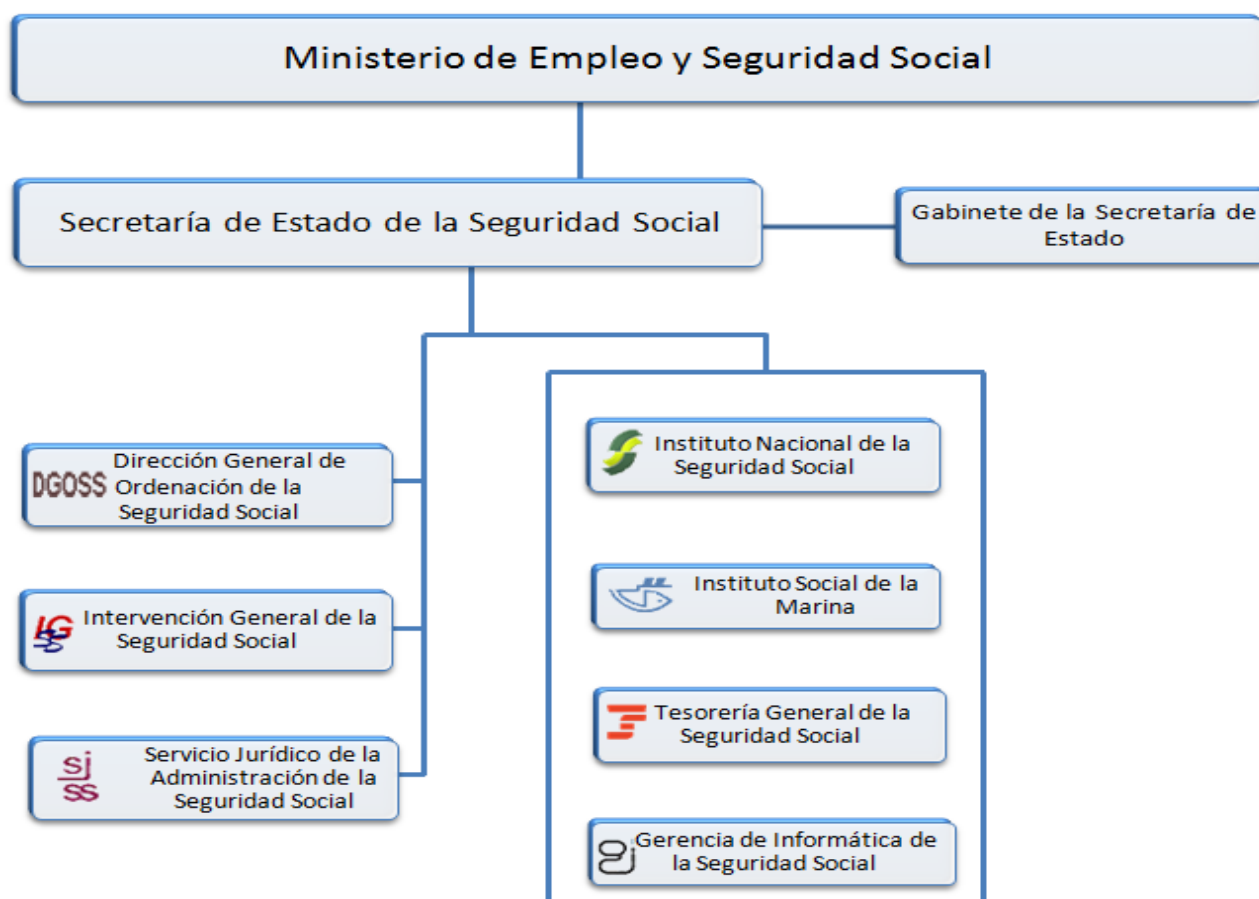 Ministerio de Empleo y Seguridad Social
Secretaría de Estado de la Seguridad Social
Gabinete de la Secretaría de
Estado
DGOSS
Dirección General de
Ordenación de la
Seguridad Social
IGSS
Intervención General de la
Seguridad Social
sj
ss
Servicio Jurídico de la
Administración de la
Seguridad Social
Instituto Nacional de la
Seguridad Social
Instituto Social de la
Marina
Tesorería General de la
Seguridad Social
Gerencia de Informática de
la Seguridad Social